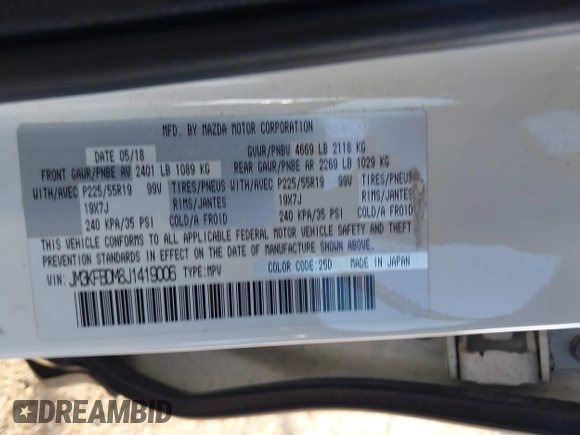 MFD. BY MAZDA MOTOR CORPORATION
DATE 05/18 GVWR/PNBV 4669 LB 2118 KG
FRONT GAWR/PNBE AV 2401 LB 1089 KG REAR GAWR/PNBE AR 2269 LB 1029 KG
WITH/AVEC P225/55R19 99V TIRES/PNEUS WITH/AVEC P225/55R19 99V TIRES/PNEUS
19X7J RIMS/JANTES 19X7J RIMS/JANTES
240 KPA/35 PSI COLD/A FROID 240 KPA/35 PSI COLD/A FROID
THIS VEHICLE CONFORMS TO ALL APPLICABLE FEDERAL MOTOR VEHICLE SAFETY AND THEFT
PREVENTION STANDARDS IN EFFECT ON THE DATE OF MANUFACTURE SHOWN ABOVE.
VIN: JM3KFBDM8J1419006 TYPE: MPV COLOR CODE: 25D MADE IN JAPAN
DREAMBID